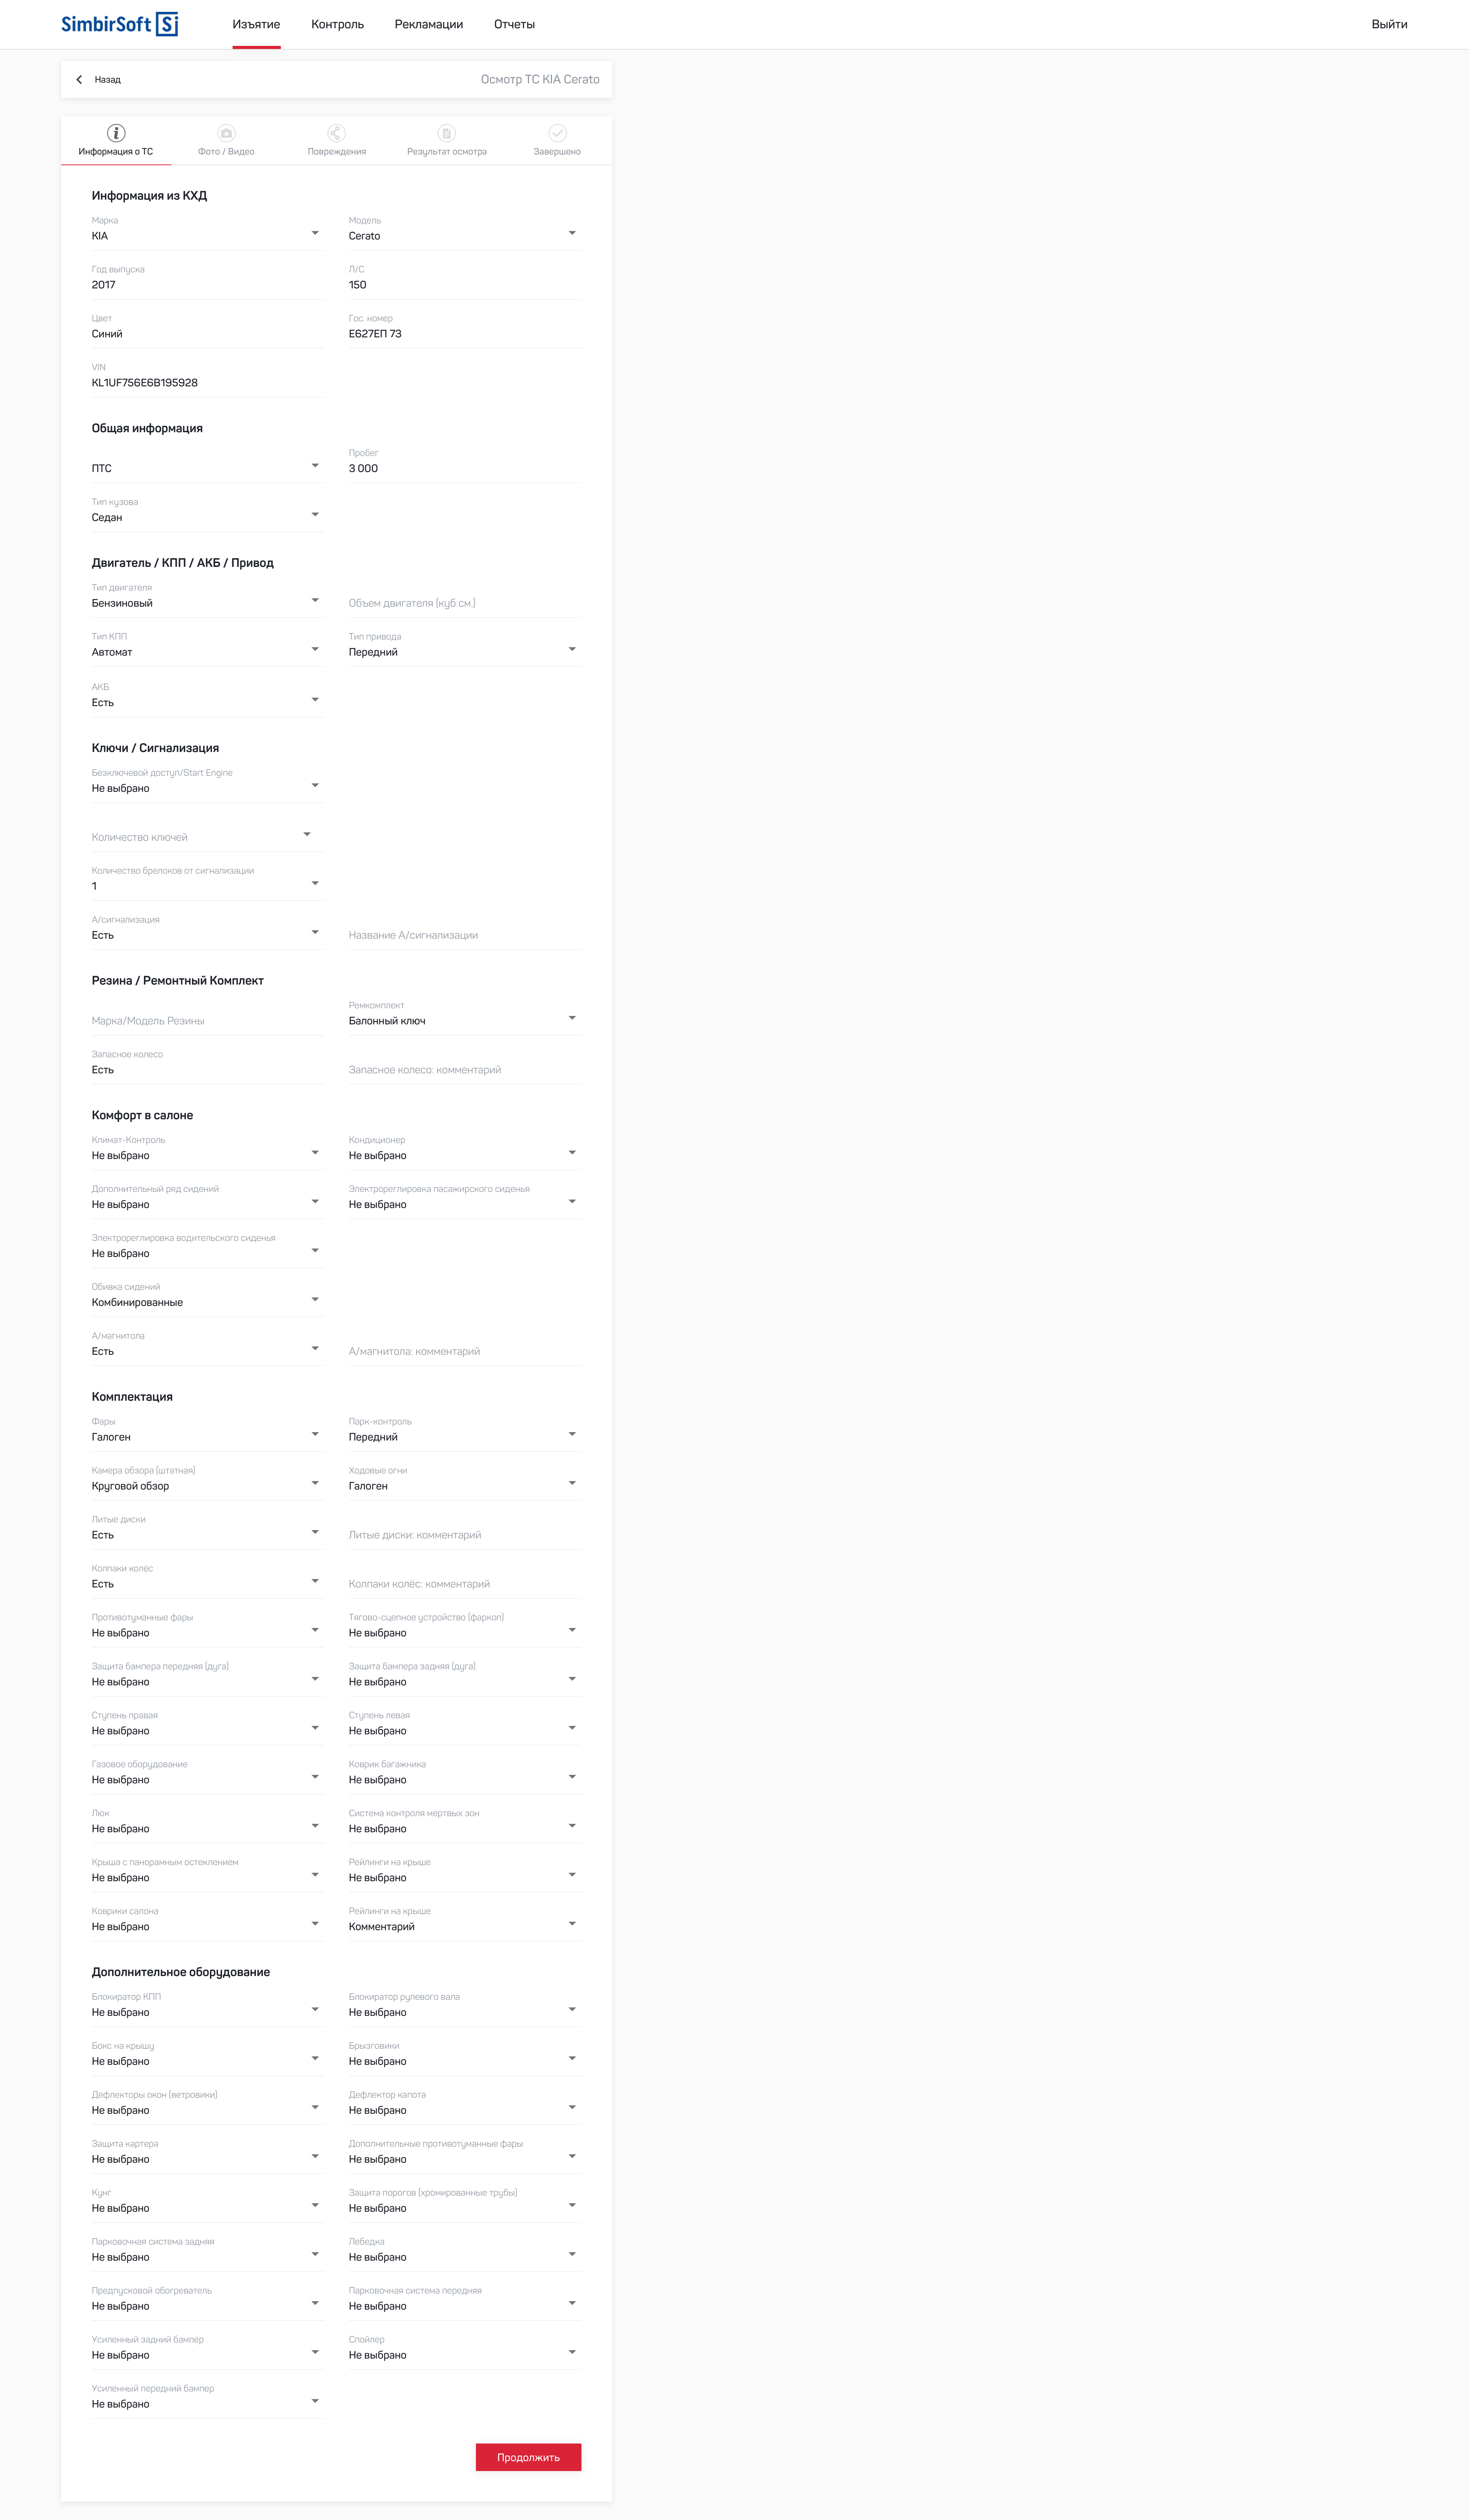 SimbirSoft Si Изъятие Контроль Рекламации Отчеты Выйти
Назад Осмотр ТС KIA Cerato
Информация о ТС Фото / Видео Повреждения Результат осмотра Завершено
Информация из КХД
Марка Модель
KIA Cerato
Год выпуска Л/С
2017 150
Цвет Гос. номер
Синий Е627ЕП 73
VIN
KL1UF756E6B195928
Общая информация
Пробег
ПТС 3 000
Тип кузова
Седан
Двигатель / КПП / АКБ / Привод
Тип двигателя
Бензиновый Объем двигателя (куб см.)
Тип КПП Тип привода
Автомат Передний
АКБ
Есть
Ключи / Сигнализация
Безключевой доступ/Start Engine
Не выбрано
Количество ключей
Количество брелоков от сигнализации
1
А/сигнализация
Есть Название А/сигнализации
Резина / Ремонтный Комплект
Ремкомплект
Марка/Модель Резины Балонный ключ
Запасное колесо
Есть Запасное колесо: комментарий
Комфорт в салоне
Климат-Контроль Кондиционер
Не выбрано Не выбрано
Дополнительный ряд сидений Электрореглировка пасажирского сиденья
Не выбрано Не выбрано
Электрореглировка водительского сиденья
Не выбрано
Обивка сидений
Комбинированные
А/магнитола
Есть А/магнитола: комментарий
Комплектация
Фары Парк-контроль
Галоген Передний
Камера обзора (штатная) Ходовые огни
Круговой обзор Галоген
Литые диски
Есть Литые диски: комментарий
Колпаки колёс
Есть Колпаки колёс: комментарий
Противотуманные фары Тягово-сцепное устройство (фаркоп)
Не выбрано Не выбрано
Защита бампера передняя (дуга) Защита бампера задняя (дуга)
Не выбрано Не выбрано
Ступень правая Ступень левая
Не выбрано Не выбрано
Газовое оборудование Коврик багажника
Не выбрано Не выбрано
Люк Система контроля мертвых зон
Не выбрано Не выбрано
Крыша с панорамным остеклением Рейлинги на крыше
Не выбрано Не выбрано
Коврики салона Рейлинги на крыше
Не выбрано Комментарий
Дополнительное оборудование
Блокиратор КПП Блокиратор рулевого вала
Не выбрано Не выбрано
Бокс на крышу Брызговики
Не выбрано Не выбрано
Дефлекторы окон (ветровики) Дефлектор капота
Не выбрано Не выбрано
Защита картера Дополнительные противотуманные фары
Не выбрано Не выбрано
Кунг Защита порогов (хромированные трубы)
Не выбрано Не выбрано
Парковочная система задняя Лебедка
Не выбрано Не выбрано
Предпусковой обогреватель Парковочная система передняя
Не выбрано Не выбрано
Усиленный задний бампер Спойлер
Не выбрано Не выбрано
Усиленный передний бампер
Не выбрано
Продолжить